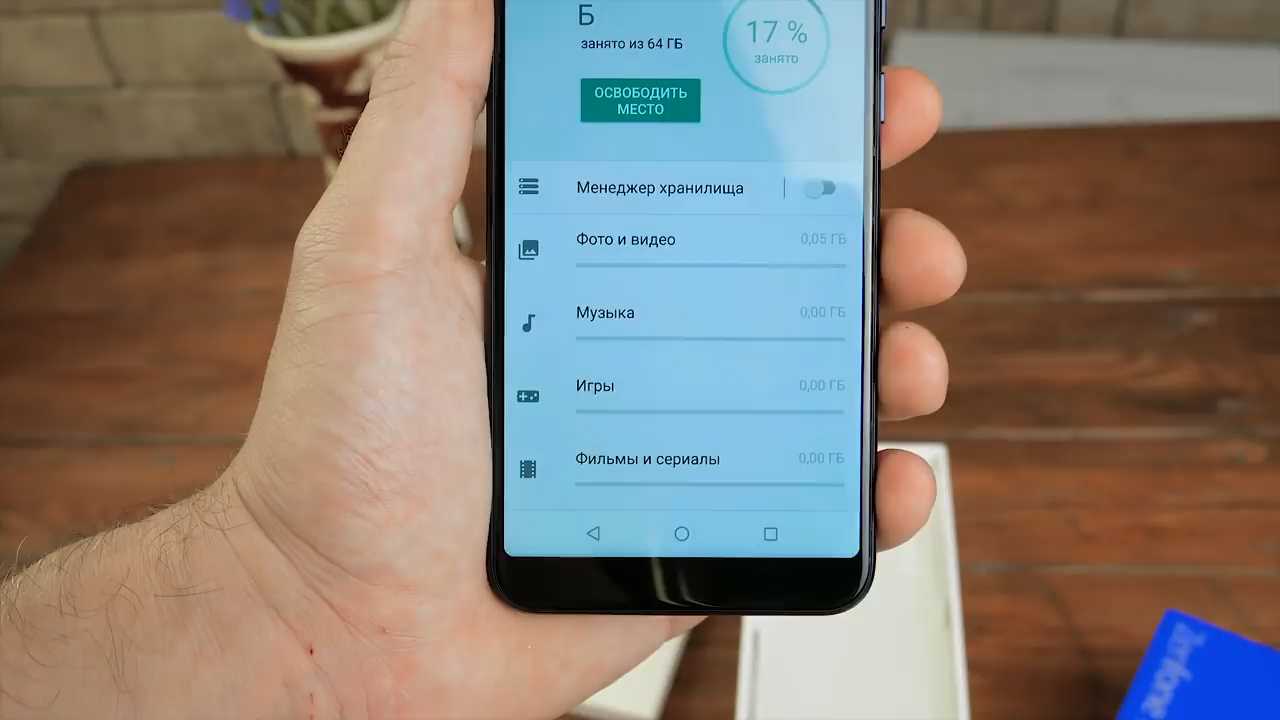 Б
занято из 64 ГБ
17 %
занято
ОСВОБОДИТЬ
МЕСТО
Менеджер хранилища
Фото и видео 0,05 ГБ
Музыка 0,00 ГБ
Игры 0,00 ГБ
Фильмы и сериалы 0,00 ГБ